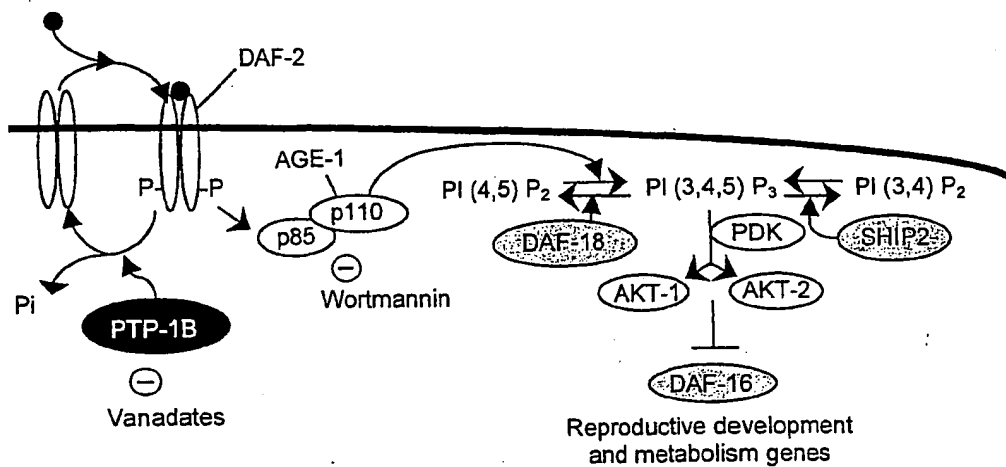 DAF-2
AGE-1
P- -P
PI (4,5) P2 PI (3,4,5) P3 PI (3,4) P2
p110
p85
DAF-18
PDK
SHIP2
Pi
Wortmannin
AKT-1 AKT-2
PTP-1B
DAF-16
Vanadates
Reproductive development
and metabolism genes